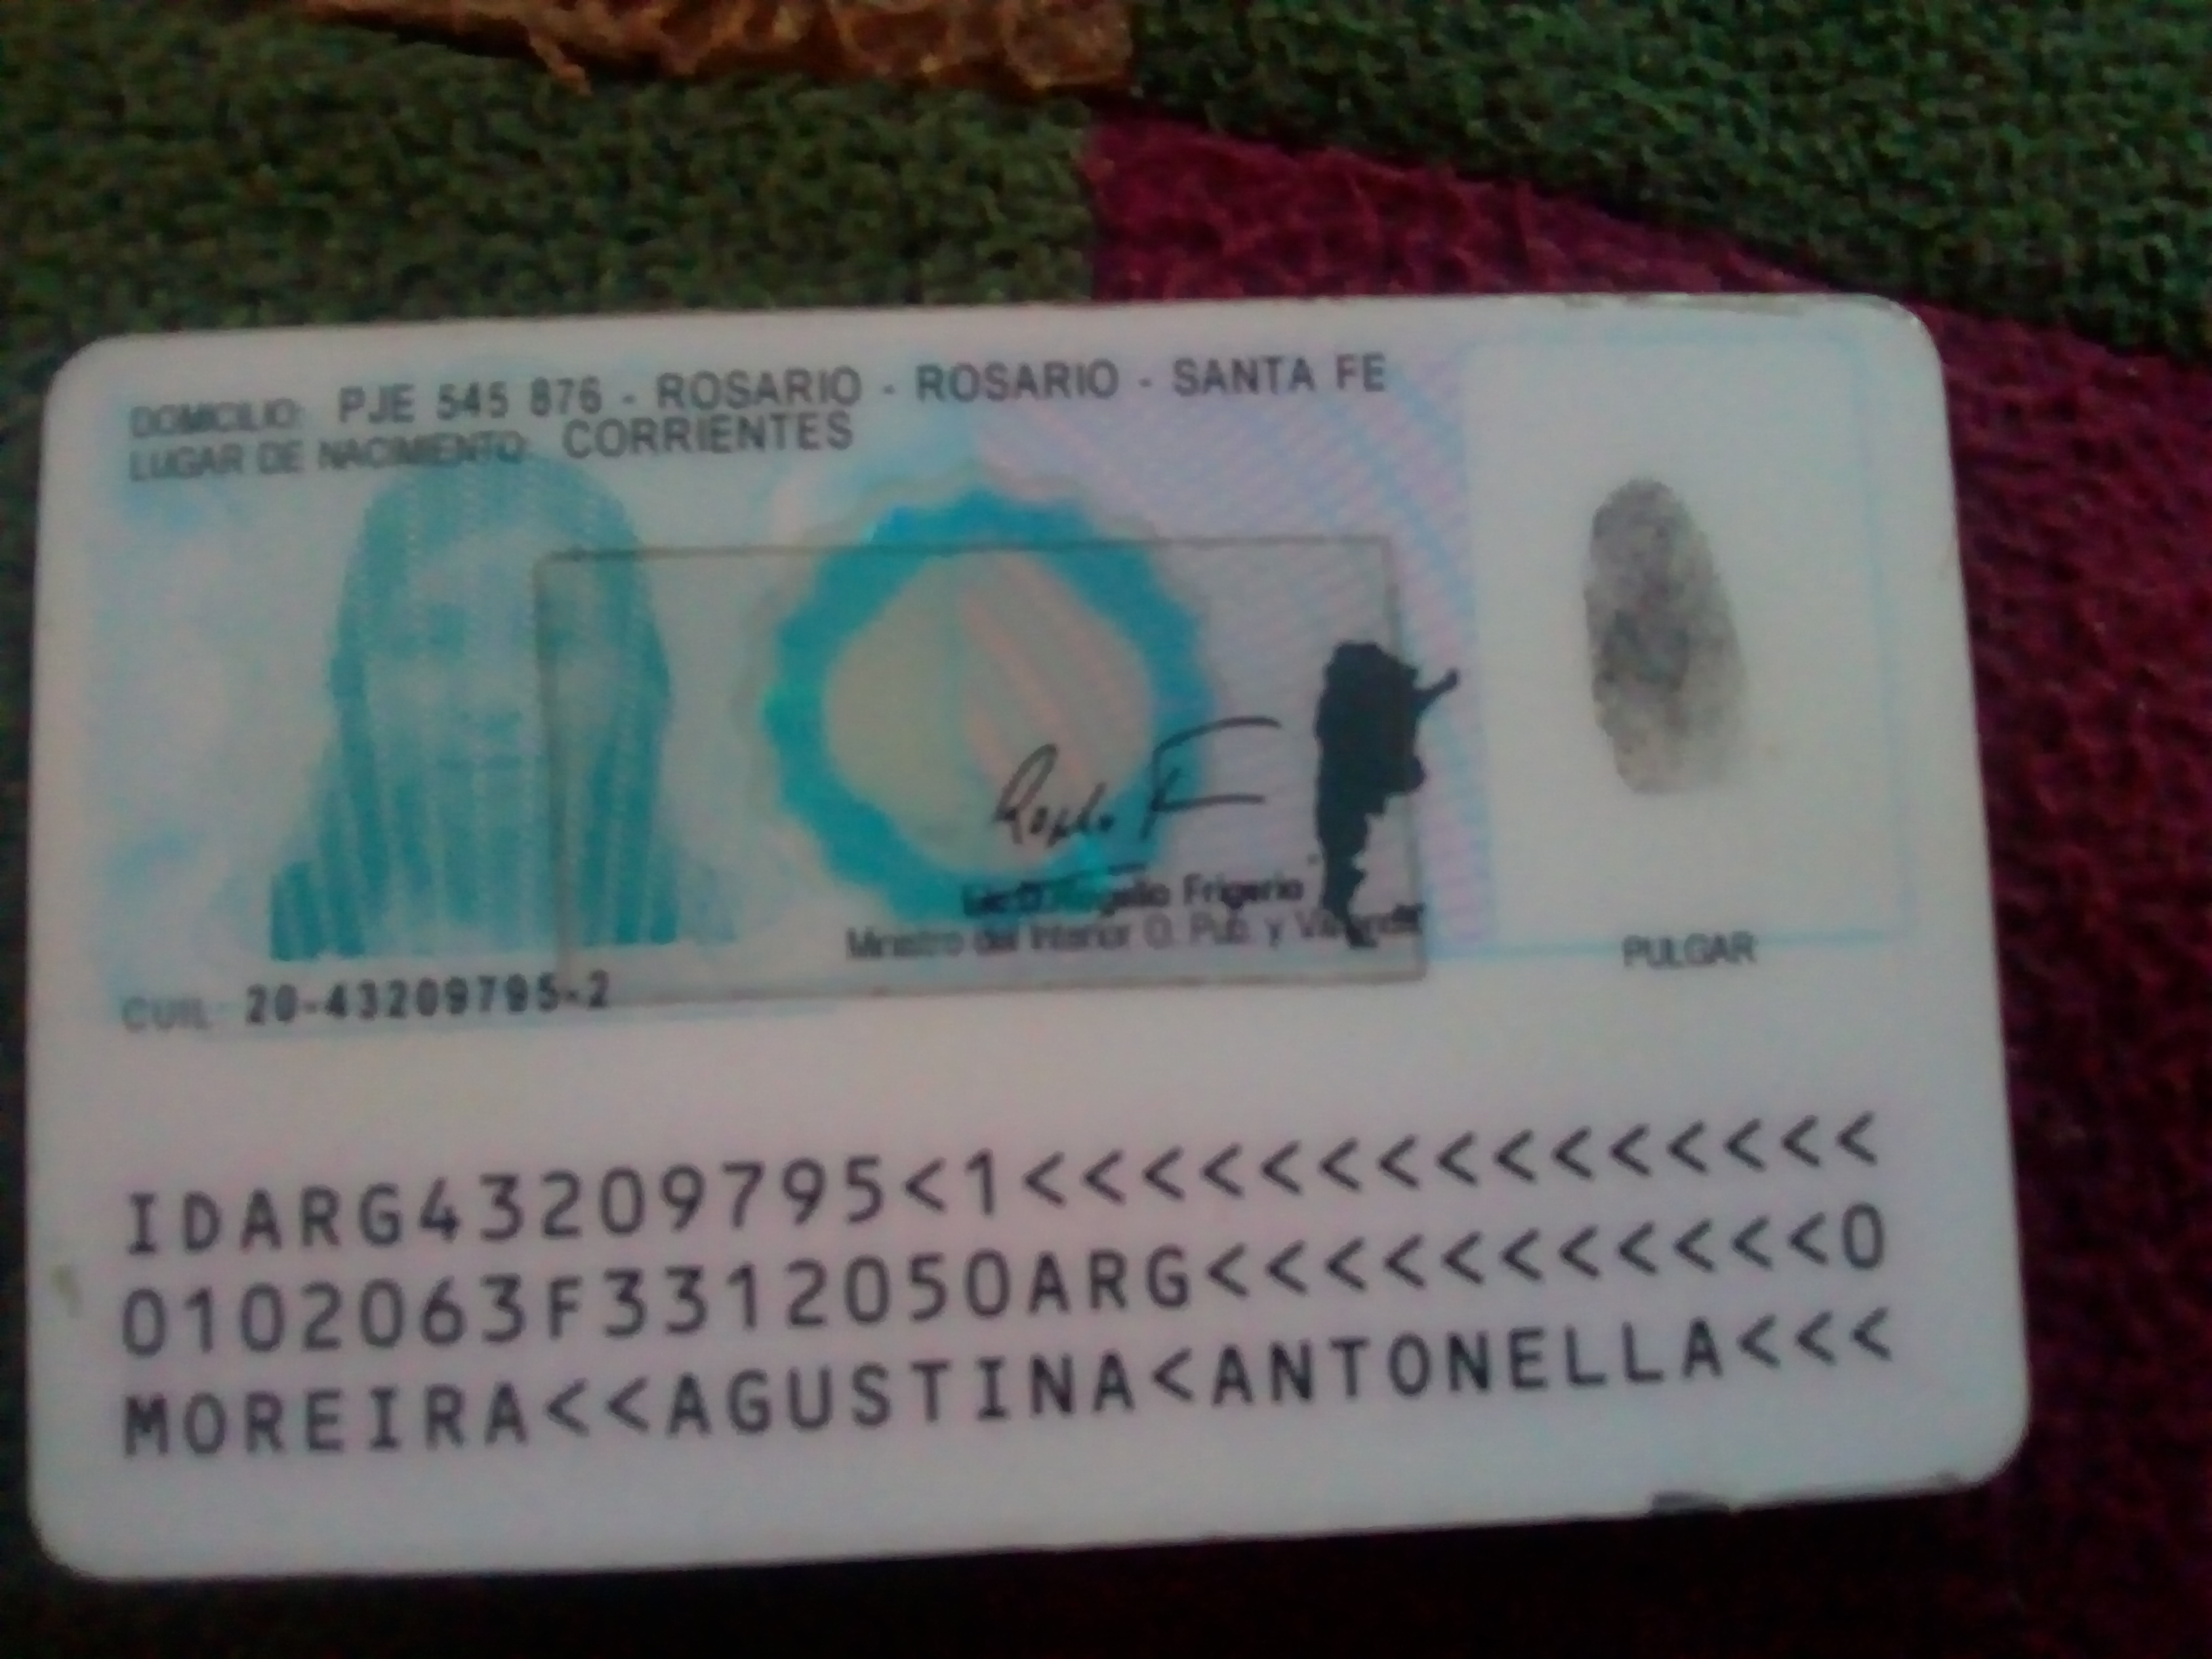 DOMICILIO: PJE 545 876 - ROSARIO - ROSARIO - SANTA FE
LUGAR DE NACIMIENTO: CORRIENTES
Rogelio Frigerio
Ministro del Interior O. Pub. y Vivienda
PULGAR
CUIL: 20-43209795-2
IDARG43209795<1<<<<<<<<<<<<<<<
0102063F3312050ARG<<<<<<<<<<<0
MOREIRA<<AGUSTINA<ANTONELLA<<<